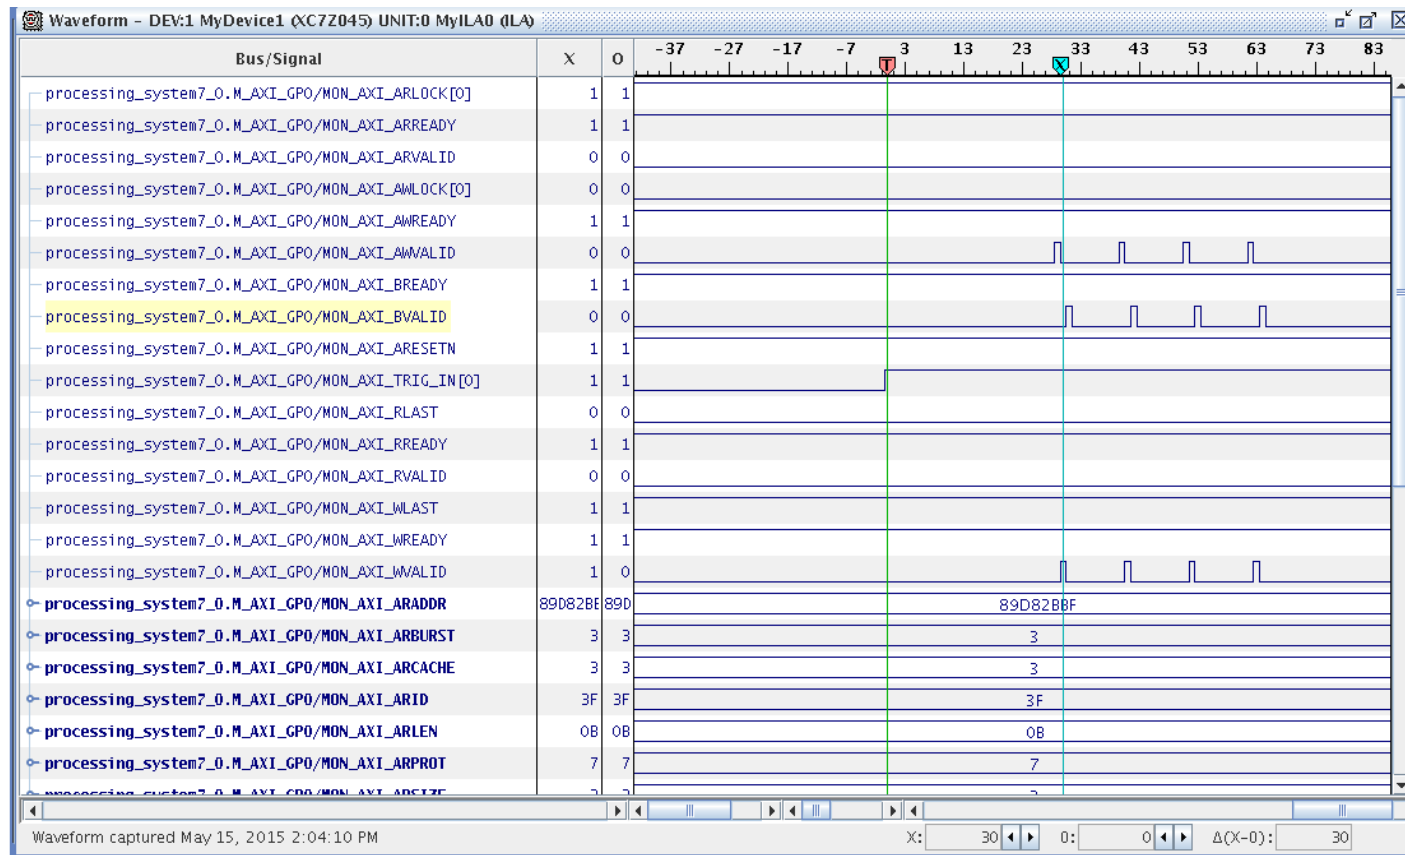 Waveform - DEV:1 MyDevice1 (XC7Z045) UNIT:0 MyILA0 (ILA)
Bus/Signal X O -37 -27 -17 -7 3 13 23 33 43 53 63 73 83
T X
processing_system7_0.M_AXI_GP0/MON_AXI_ARLOCK[0] 1 1
processing_system7_0.M_AXI_GP0/MON_AXI_ARREADY 1 1
processing_system7_0.M_AXI_GP0/MON_AXI_ARVALID 0 0
processing_system7_0.M_AXI_GP0/MON_AXI_AWLOCK[0] 0 0
processing_system7_0.M_AXI_GP0/MON_AXI_AWREADY 1 1
processing_system7_0.M_AXI_GP0/MON_AXI_AWVALID 0 0
processing_system7_0.M_AXI_GP0/MON_AXI_BREADY 1 1
processing_system7_0.M_AXI_GP0/MON_AXI_BVALID 0 0
processing_system7_0.M_AXI_GP0/MON_AXI_ARESETN 1 1
processing_system7_0.M_AXI_GP0/MON_AXI_TRIG_IN[0] 1 1
processing_system7_0.M_AXI_GP0/MON_AXI_RLAST 0 0
processing_system7_0.M_AXI_GP0/MON_AXI_RREADY 1 1
processing_system7_0.M_AXI_GP0/MON_AXI_RVALID 0 0
processing_system7_0.M_AXI_GP0/MON_AXI_WLAST 1 1
processing_system7_0.M_AXI_GP0/MON_AXI_WREADY 1 1
processing_system7_0.M_AXI_GP0/MON_AXI_WVALID 1 0
processing_system7_0.M_AXI_GP0/MON_AXI_ARADDR 89D82BB 89D 89D82BBF
processing_system7_0.M_AXI_GP0/MON_AXI_ARBURST 3 3 3
processing_system7_0.M_AXI_GP0/MON_AXI_ARCACHE 3 3 3
processing_system7_0.M_AXI_GP0/MON_AXI_ARID 3F 3F 3F
processing_system7_0.M_AXI_GP0/MON_AXI_ARLEN 0B 0B 0B
processing_system7_0.M_AXI_GP0/MON_AXI_ARPROT 7 7 7
Waveform captured May 15, 2015 2:04:10 PM X: 30 O: 0 Δ(X-O): 30